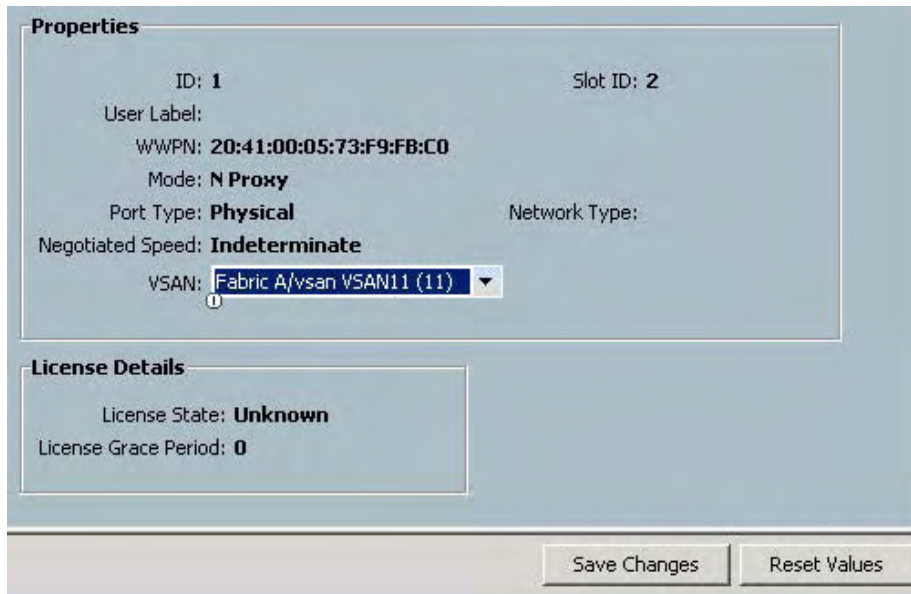 Properties
ID: 1 Slot ID: 2
User Label:
WWPN: 20:41:00:05:73:F9:FB:C0
Mode: N Proxy
Port Type: Physical Network Type:
Negotiated Speed: Indeterminate
VSAN: Fabric A/vsan VSAN11 (11)
License Details
License State: Unknown
License Grace Period: 0
Save Changes Reset Values